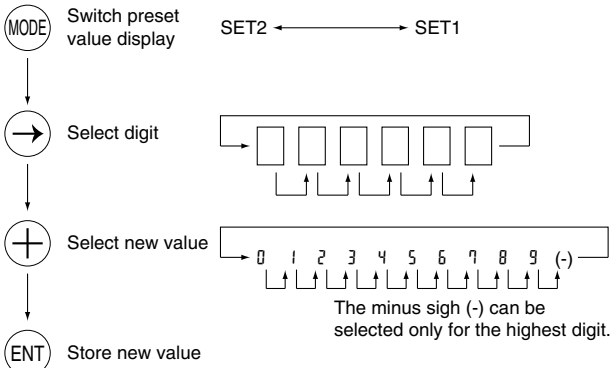 MODE
Switch preset
value display
SET2 SET1
→ Select digit
+ Select new value
0 1 2 3 4 5 6 7 8 9 (-)
The minus sigh (-) can be
selected only for the highest digit.
ENT Store new value